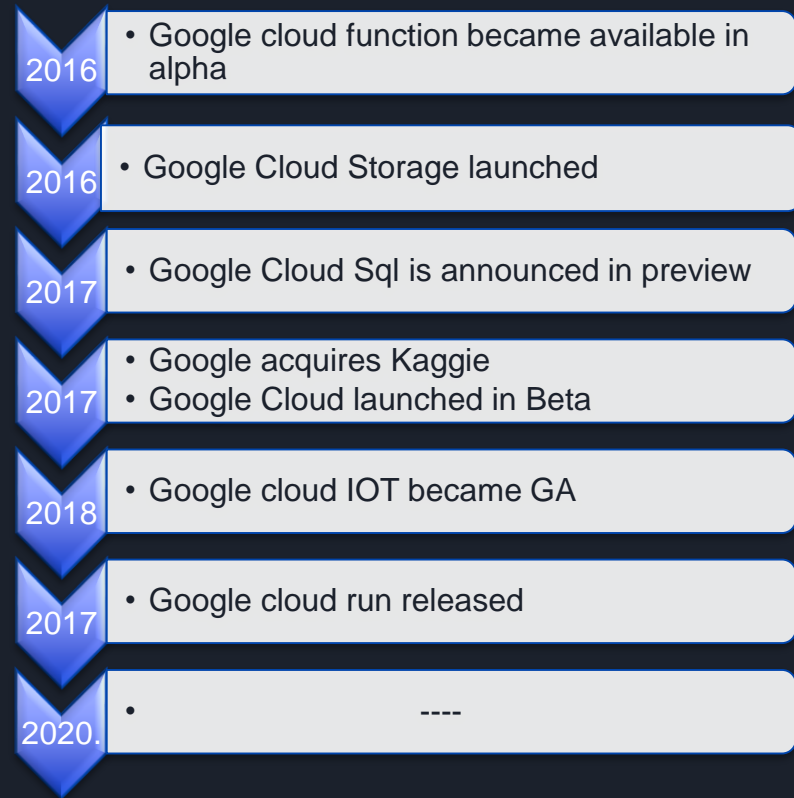 2016
• Google cloud function became available in
alpha
2016
• Google Cloud Storage launched
2017
• Google Cloud Sql is announced in preview
2017
• Google acquires Kaggie
• Google Cloud launched in Beta
2018
• Google cloud IOT became GA
2017
• Google cloud run released
2020.
• ----